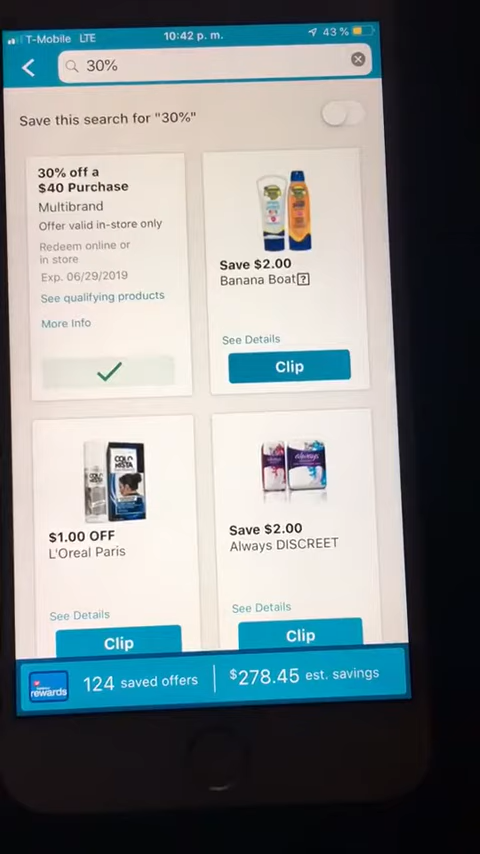 T-Mobile LTE 10:42 p. m. 43 %
30%
Save this search for "30%"
30% off a
$40 Purchase
Multibrand
Offer valid in-store only
Redeem online or
in store
Exp. 06/29/2019
See qualifying products
More Info
Save $2.00
Banana Boat?
See Details
Clip
COLO
RISTA
$1.00 OFF
L'Oreal Paris
See Details
Clip
always
Save $2.00
Always DISCREET
See Details
Clip
rewards
124 saved offers
$278.45 est. savings